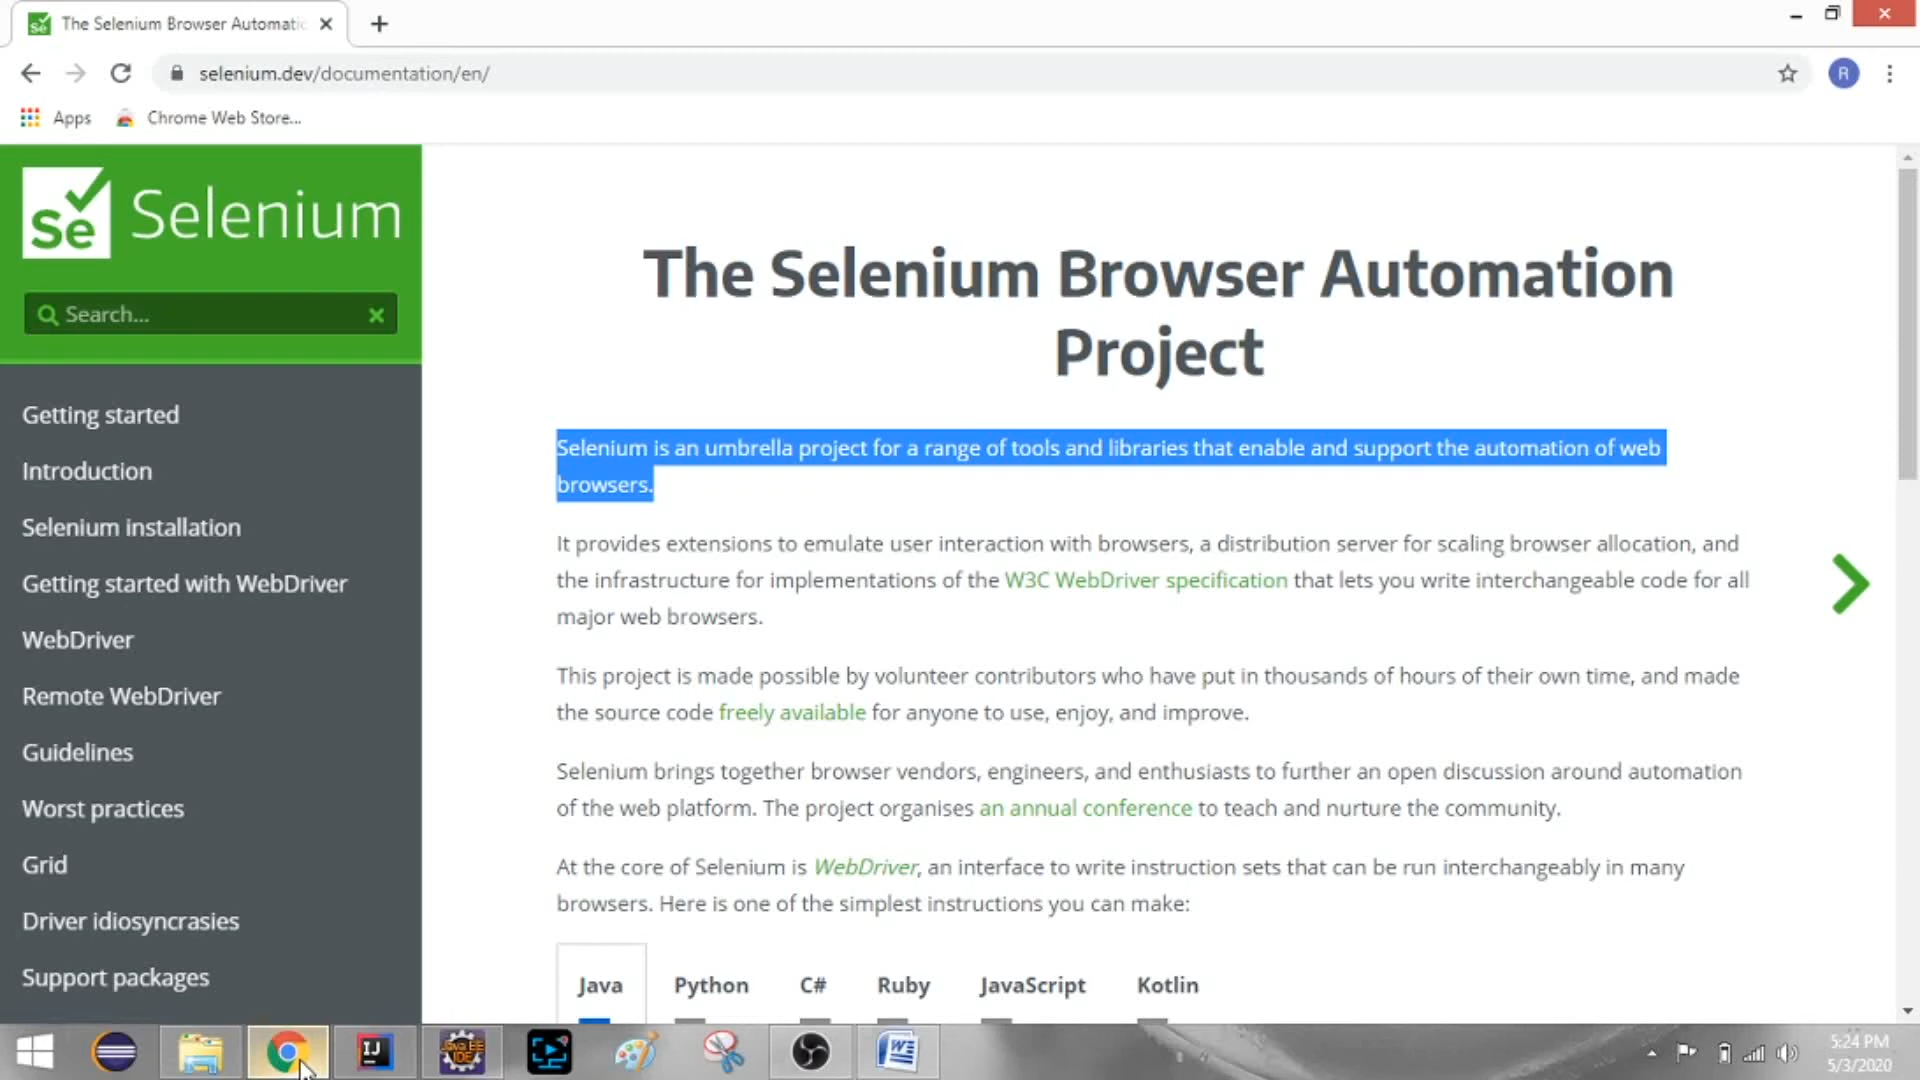 The Selenium Browser Automatic
selenium.dev/documentation/en/
R
Apps
Chrome Web Store...
Se Selenium
Search...
Getting started
Introduction
Selenium installation
Getting started with WebDriver
WebDriver
Remote WebDriver
Guidelines
Worst practices
Grid
Driver idiosyncrasies
Support packages
The Selenium Browser Automation
Project
Selenium is an umbrella project for a range of tools and libraries that enable and support the automation of web
browsers.
It provides extensions to emulate user interaction with browsers, a distribution server for scaling browser allocation, and
the infrastructure for implementations of the W3C WebDriver specification that lets you write interchangeable code for all
major web browsers.
This project is made possible by volunteer contributors who have put in thousands of hours of their own time, and made
the source code freely available for anyone to use, enjoy, and improve.
Selenium brings together browser vendors, engineers, and enthusiasts to further an open discussion around automation
of the web platform. The project organises an annual conference to teach and nurture the community.
At the core of Selenium is WebDriver, an interface to write instruction sets that can be run interchangeably in many
browsers. Here is one of the simplest instructions you can make:
Java Python C# Ruby JavaScript Kotlin
IJ
Java EE
IDE
W
5:24 PM
5/3/2020